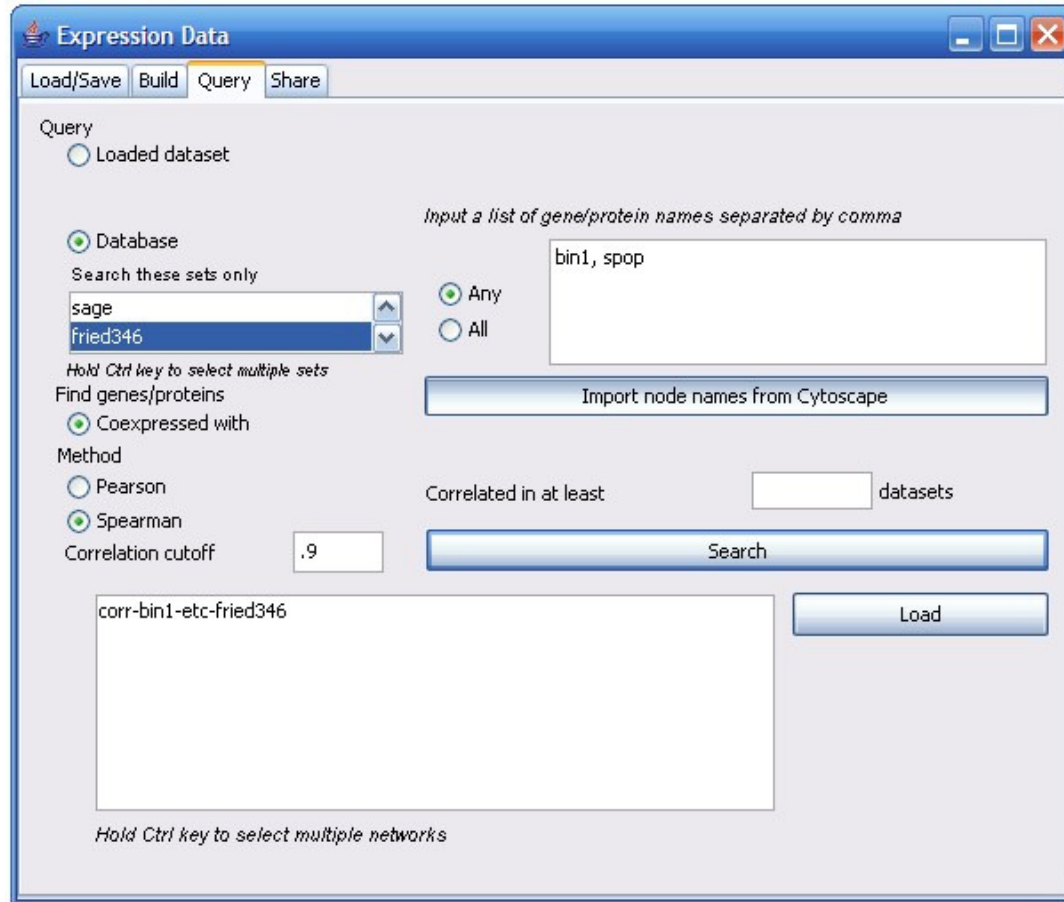 Expression Data
Load/Save Build Query Share
Query
Loaded dataset
Input a list of gene/protein names separated by comma
Database
bin1, spop
Search these sets only
Any
sage
fried346
All
Hold Ctrl key to select multiple sets
Find genes/proteins
Import node names from Cytoscape
Coexpressed with
Method
Pearson
Correlated in at least datasets
Spearman
Correlation cutoff .9
Search
corr-bin1-etc-fried346
Load
Hold Ctrl key to select multiple networks